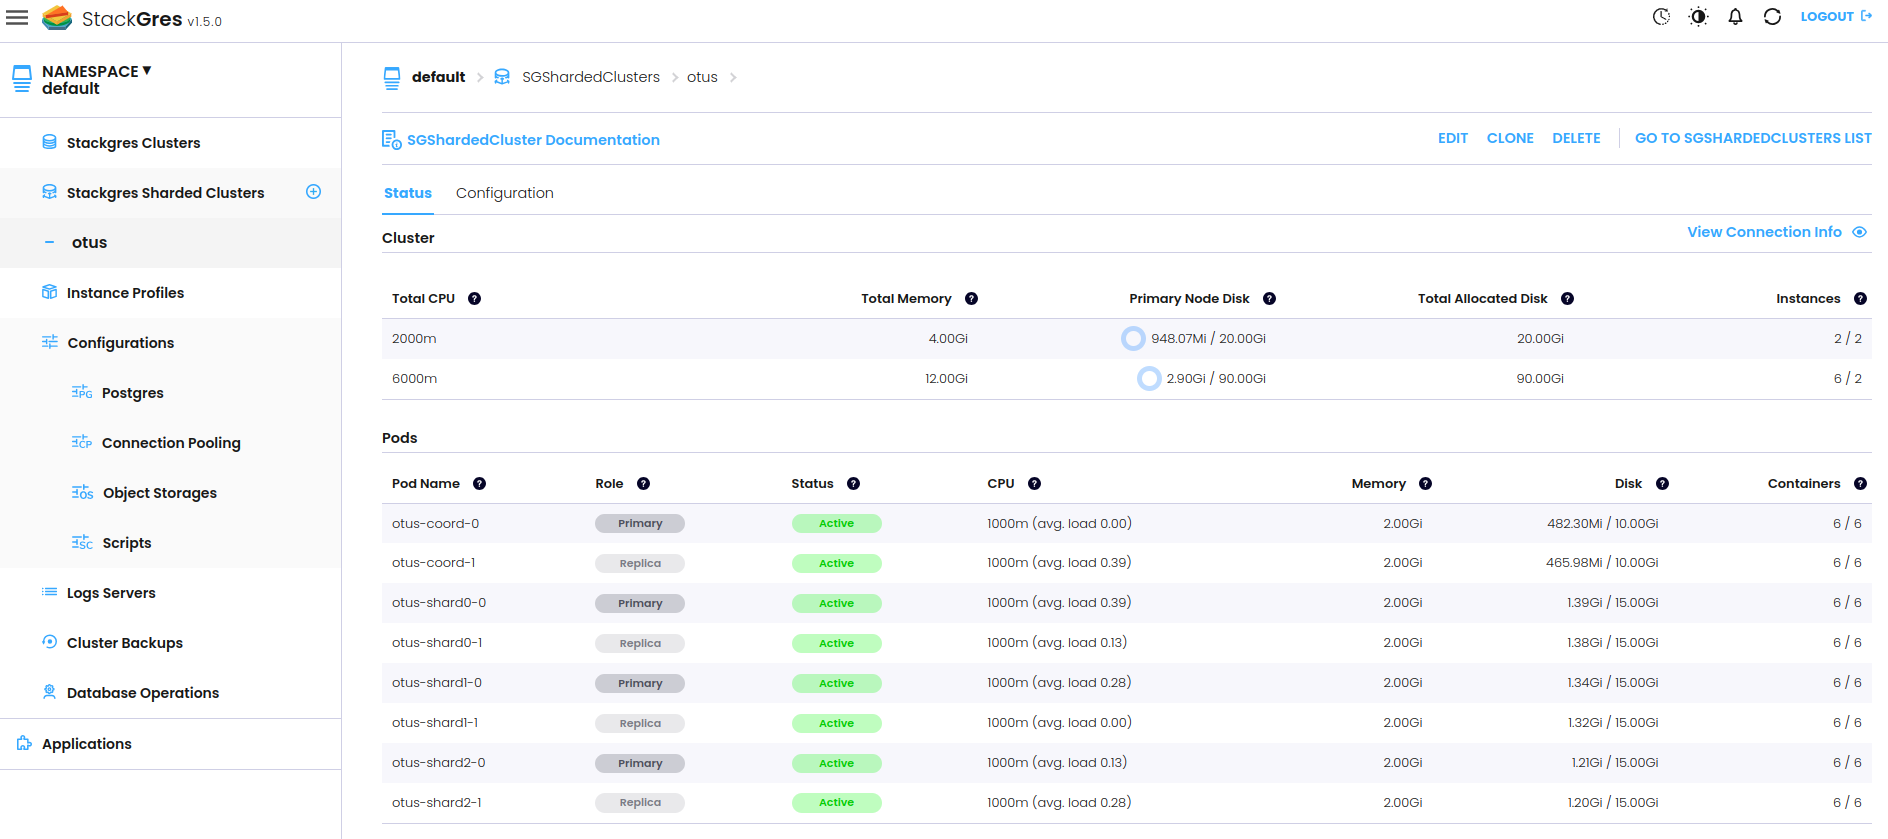 StackGres v1.5.0
LOGOUT
NAMESPACE ▼
default
Stackgres Clusters
Stackgres Sharded Clusters
otus
Instance Profiles
Configurations
PG Postgres
CP Connection Pooling
OS Object Storages
SC Scripts
Logs Servers
Cluster Backups
Database Operations
Applications
default > SGShardedClusters > otus >
SGShardedCluster Documentation
EDIT CLONE DELETE GO TO SGSHARDEDCLUSTERS LIST
Status Configuration
Cluster View Connection Info
Total CPU ? Total Memory ? Primary Node Disk ? Total Allocated Disk ? Instances ?
2000m 4.00Gi 948.07Mi / 20.00Gi 20.00Gi 2 / 2
6000m 12.00Gi 2.90Gi / 90.00Gi 90.00Gi 6 / 2
Pods
Pod Name ? Role ? Status ? CPU ? Memory ? Disk ? Containers ?
otus-coord-0 Primary Active 1000m (avg. load 0.00) 2.00Gi 482.30Mi / 10.00Gi 6 / 6
otus-coord-1 Replica Active 1000m (avg. load 0.39) 2.00Gi 465.98Mi / 10.00Gi 6 / 6
otus-shard0-0 Primary Active 1000m (avg. load 0.39) 2.00Gi 1.39Gi / 15.00Gi 6 / 6
otus-shard0-1 Replica Active 1000m (avg. load 0.13) 2.00Gi 1.38Gi / 15.00Gi 6 / 6
otus-shard1-0 Primary Active 1000m (avg. load 0.28) 2.00Gi 1.34Gi / 15.00Gi 6 / 6
otus-shard1-1 Replica Active 1000m (avg. load 0.00) 2.00Gi 1.32Gi / 15.00Gi 6 / 6
otus-shard2-0 Primary Active 1000m (avg. load 0.13) 2.00Gi 1.21Gi / 15.00Gi 6 / 6
otus-shard2-1 Replica Active 1000m (avg. load 0.28) 2.00Gi 1.20Gi / 15.00Gi 6 / 6